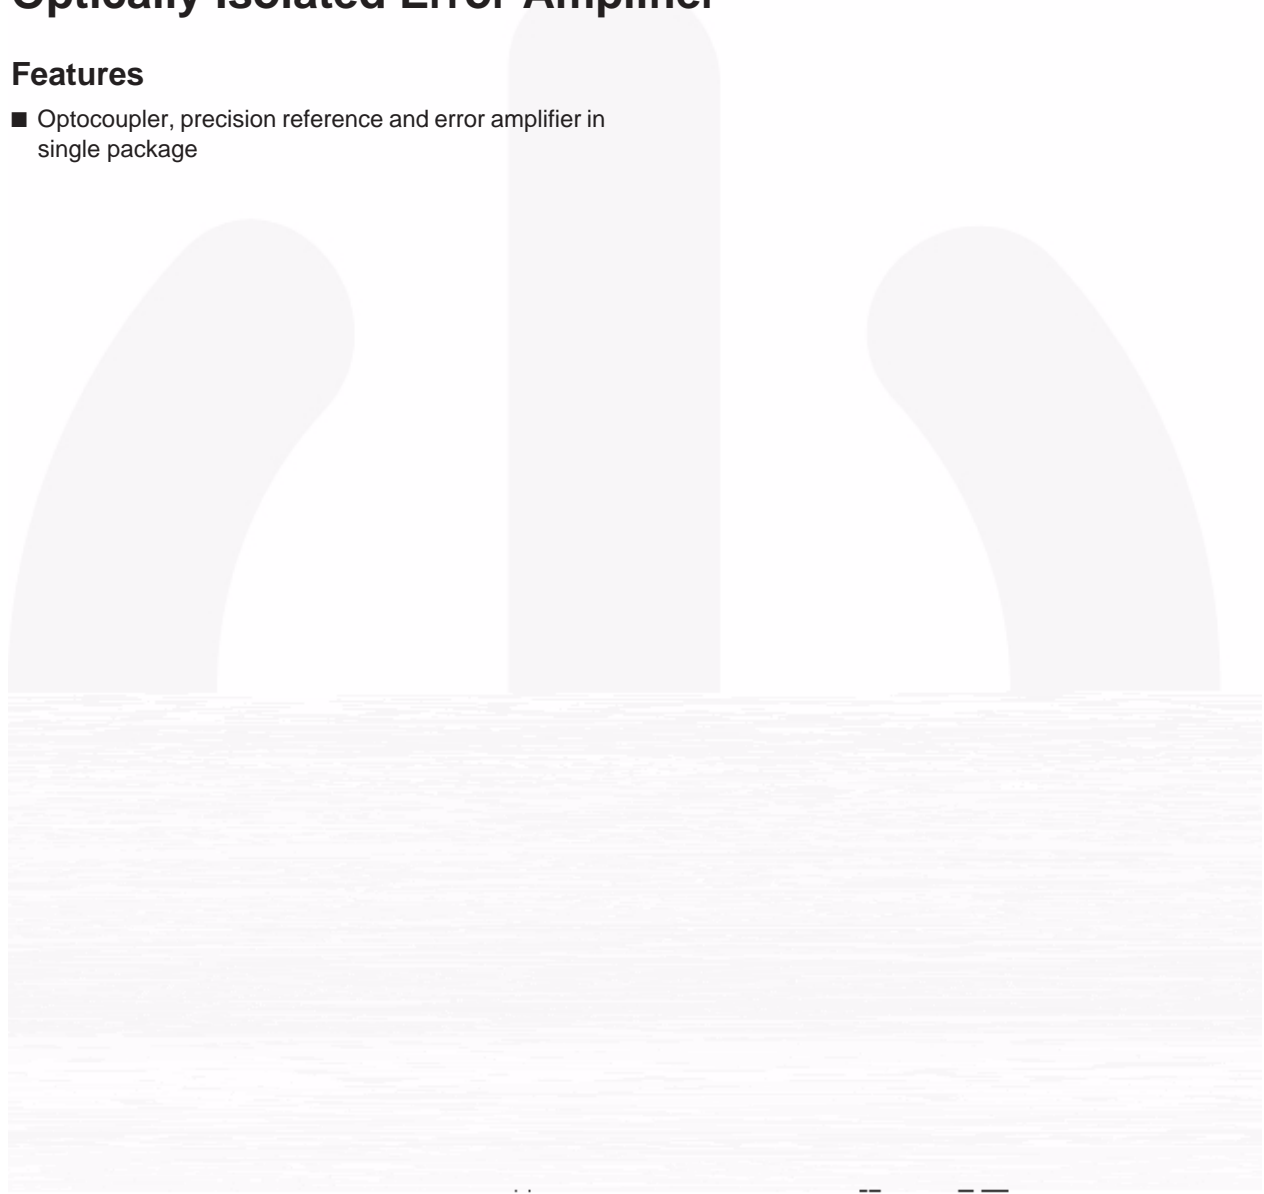 Optically Isolated Error Amplifier
Features
■ Optocoupler, precision reference and error amplifier in
single package